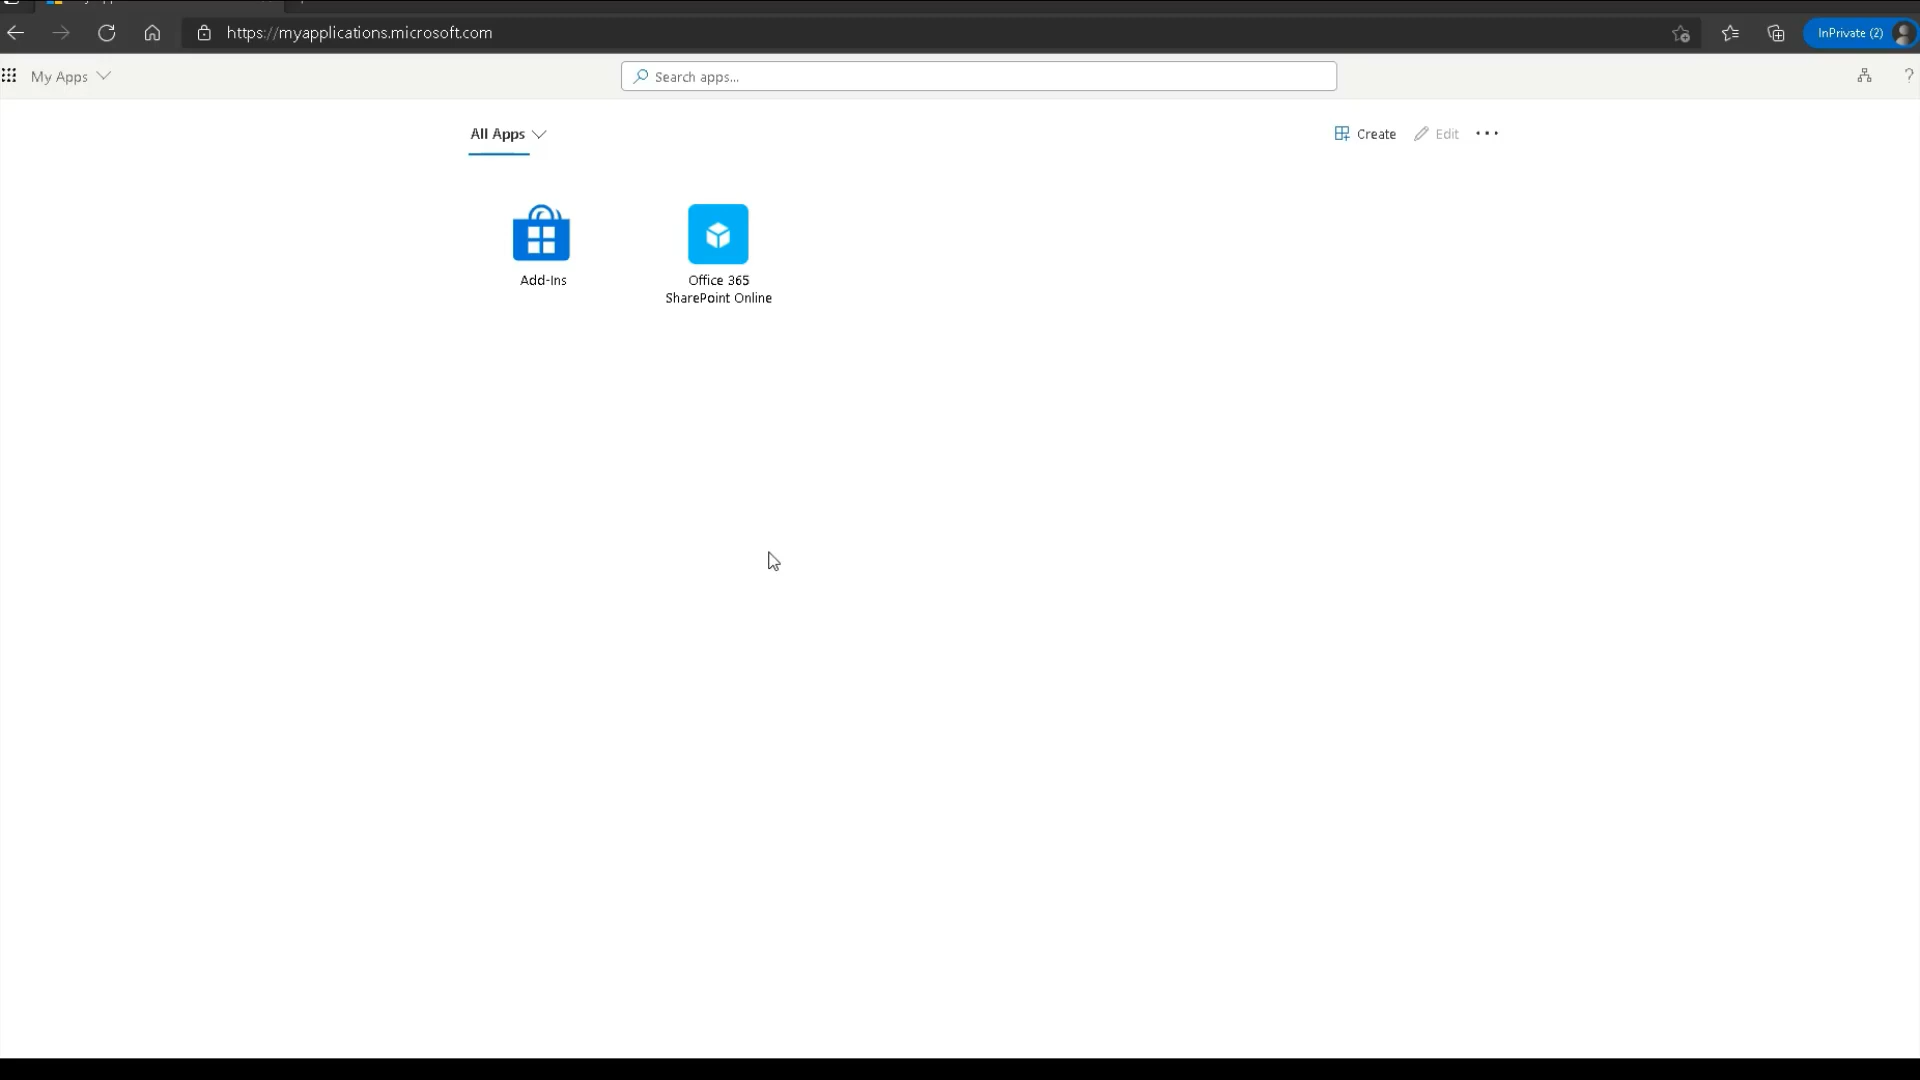 https://myapplications.microsoft.com
InPrivate (2)
My Apps
Search apps...
?
All Apps
Create
Edit
Add-Ins
Office 365
SharePoint Online